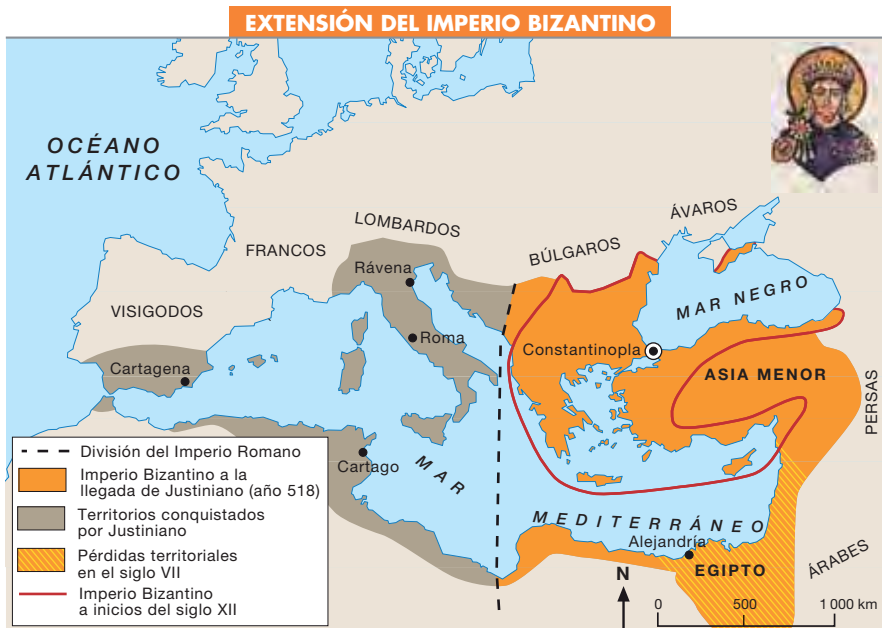 EXTENSIÓN DEL IMPERIO BIZANTINO
OCÉANO
ATLÁNTICO
ÁVAROS
LOMBARDOS
BÚLGAROS
FRANCOS
Rávena
MAR NEGRO
VISIGODOS
Roma
Constantinopla
Cartagena
ASIA MENOR
PERSAS
Cartago
MAR
MEDITERRÁNEO
Alejandría
EGIPTO
ÁRABES
División del Imperio Romano
Imperio Bizantino a la
llegada de Justiniano (año 518)
Territorios conquistados
por Justiniano
Pérdidas territoriales
en el siglo VII
Imperio Bizantino
a inicios del siglo XII
N
0 500 1 000 km